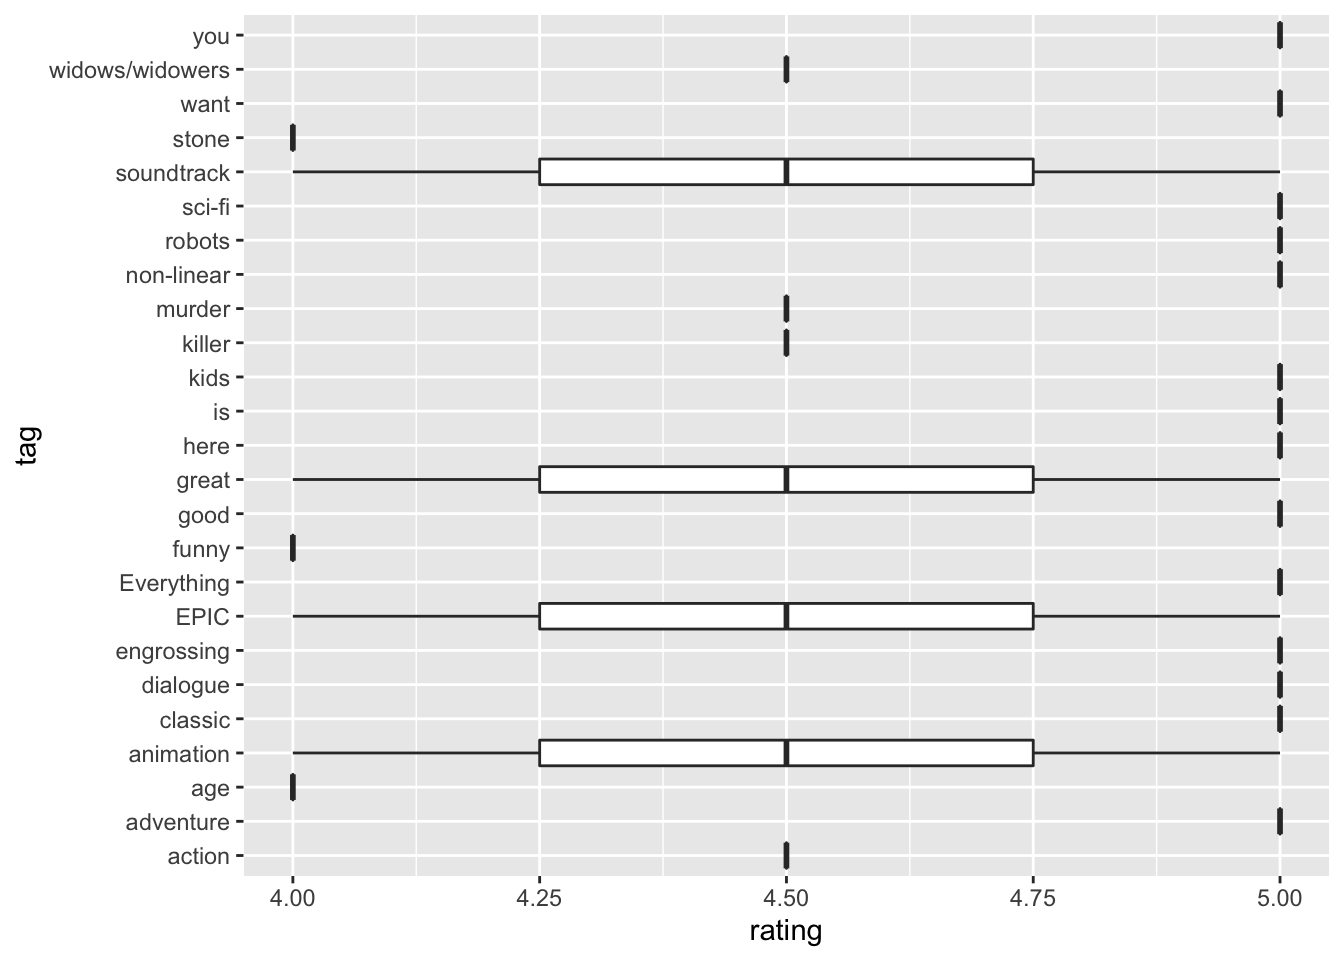 you
widows/widowers
want
stone
soundtrack
sci-fi
robots
non-linear
murder
killer
kids
is
here
great
good
funny
Everything
EPIC
engrossing
dialogue
classic
animation
age
adventure
action
tag
4.00 4.25 4.50 4.75 5.00
rating